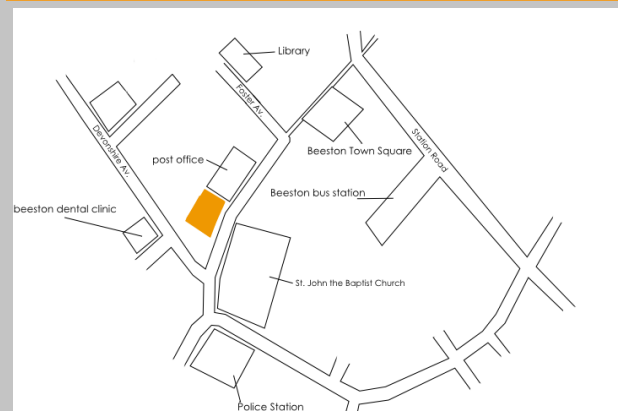 Library
Foster Av.
Devonshire Av.
post office
Beeston Town Square
Station Road
Beeston bus station
beeston dental clinic
St. John the Baptist Church
Police Station